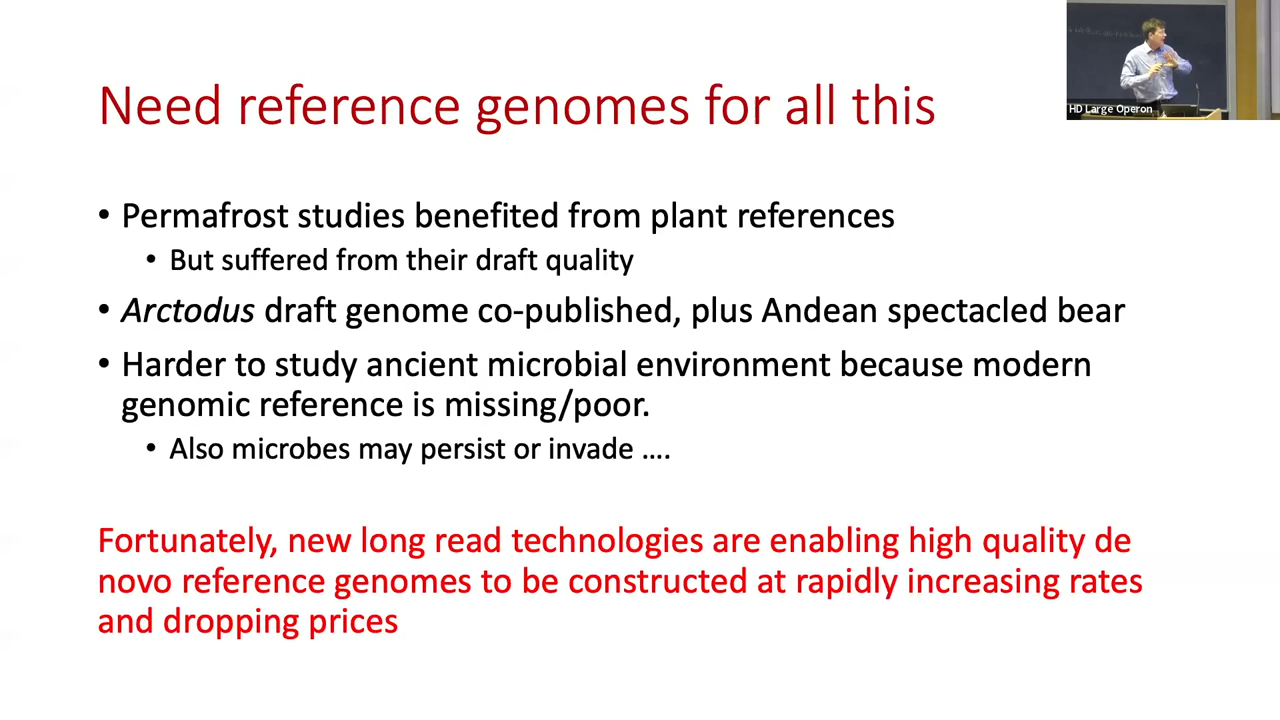 Need reference genomes for all this
HD Large Operon
• Permafrost studies benefited from plant references
• But suffered from their draft quality
• Arctodus draft genome co-published, plus Andean spectacled bear
• Harder to study ancient microbial environment because modern
genomic reference is missing/poor.
• Also microbes may persist or invade ....
Fortunately, new long read technologies are enabling high quality de
novo reference genomes to be constructed at rapidly increasing rates
and dropping prices